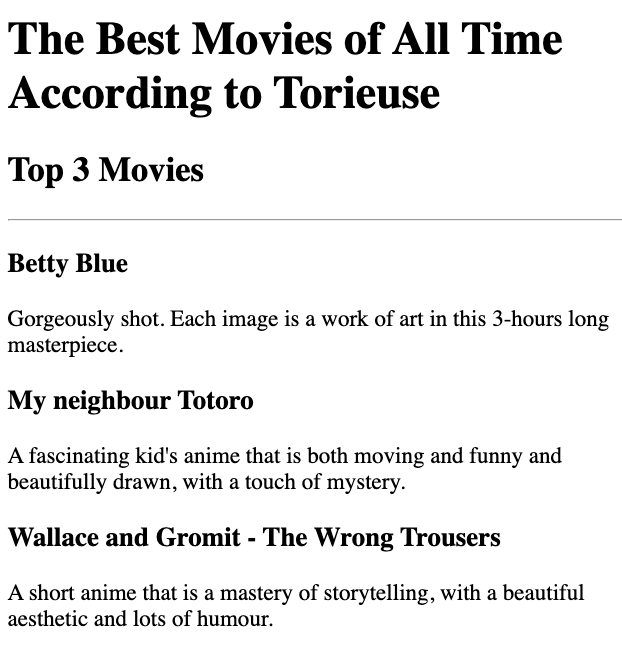 The Best Movies of All Time
According to Torieuse
Top 3 Movies
Betty Blue
Gorgeously shot. Each image is a work of art in this 3-hours long
masterpiece.
My neighbour Totoro
A fascinating kid's anime that is both moving and funny and
beautifully drawn, with a touch of mystery.
Wallace and Gromit - The Wrong Trousers
A short anime that is a mastery of storytelling, with a beautiful
aesthetic and lots of humour.